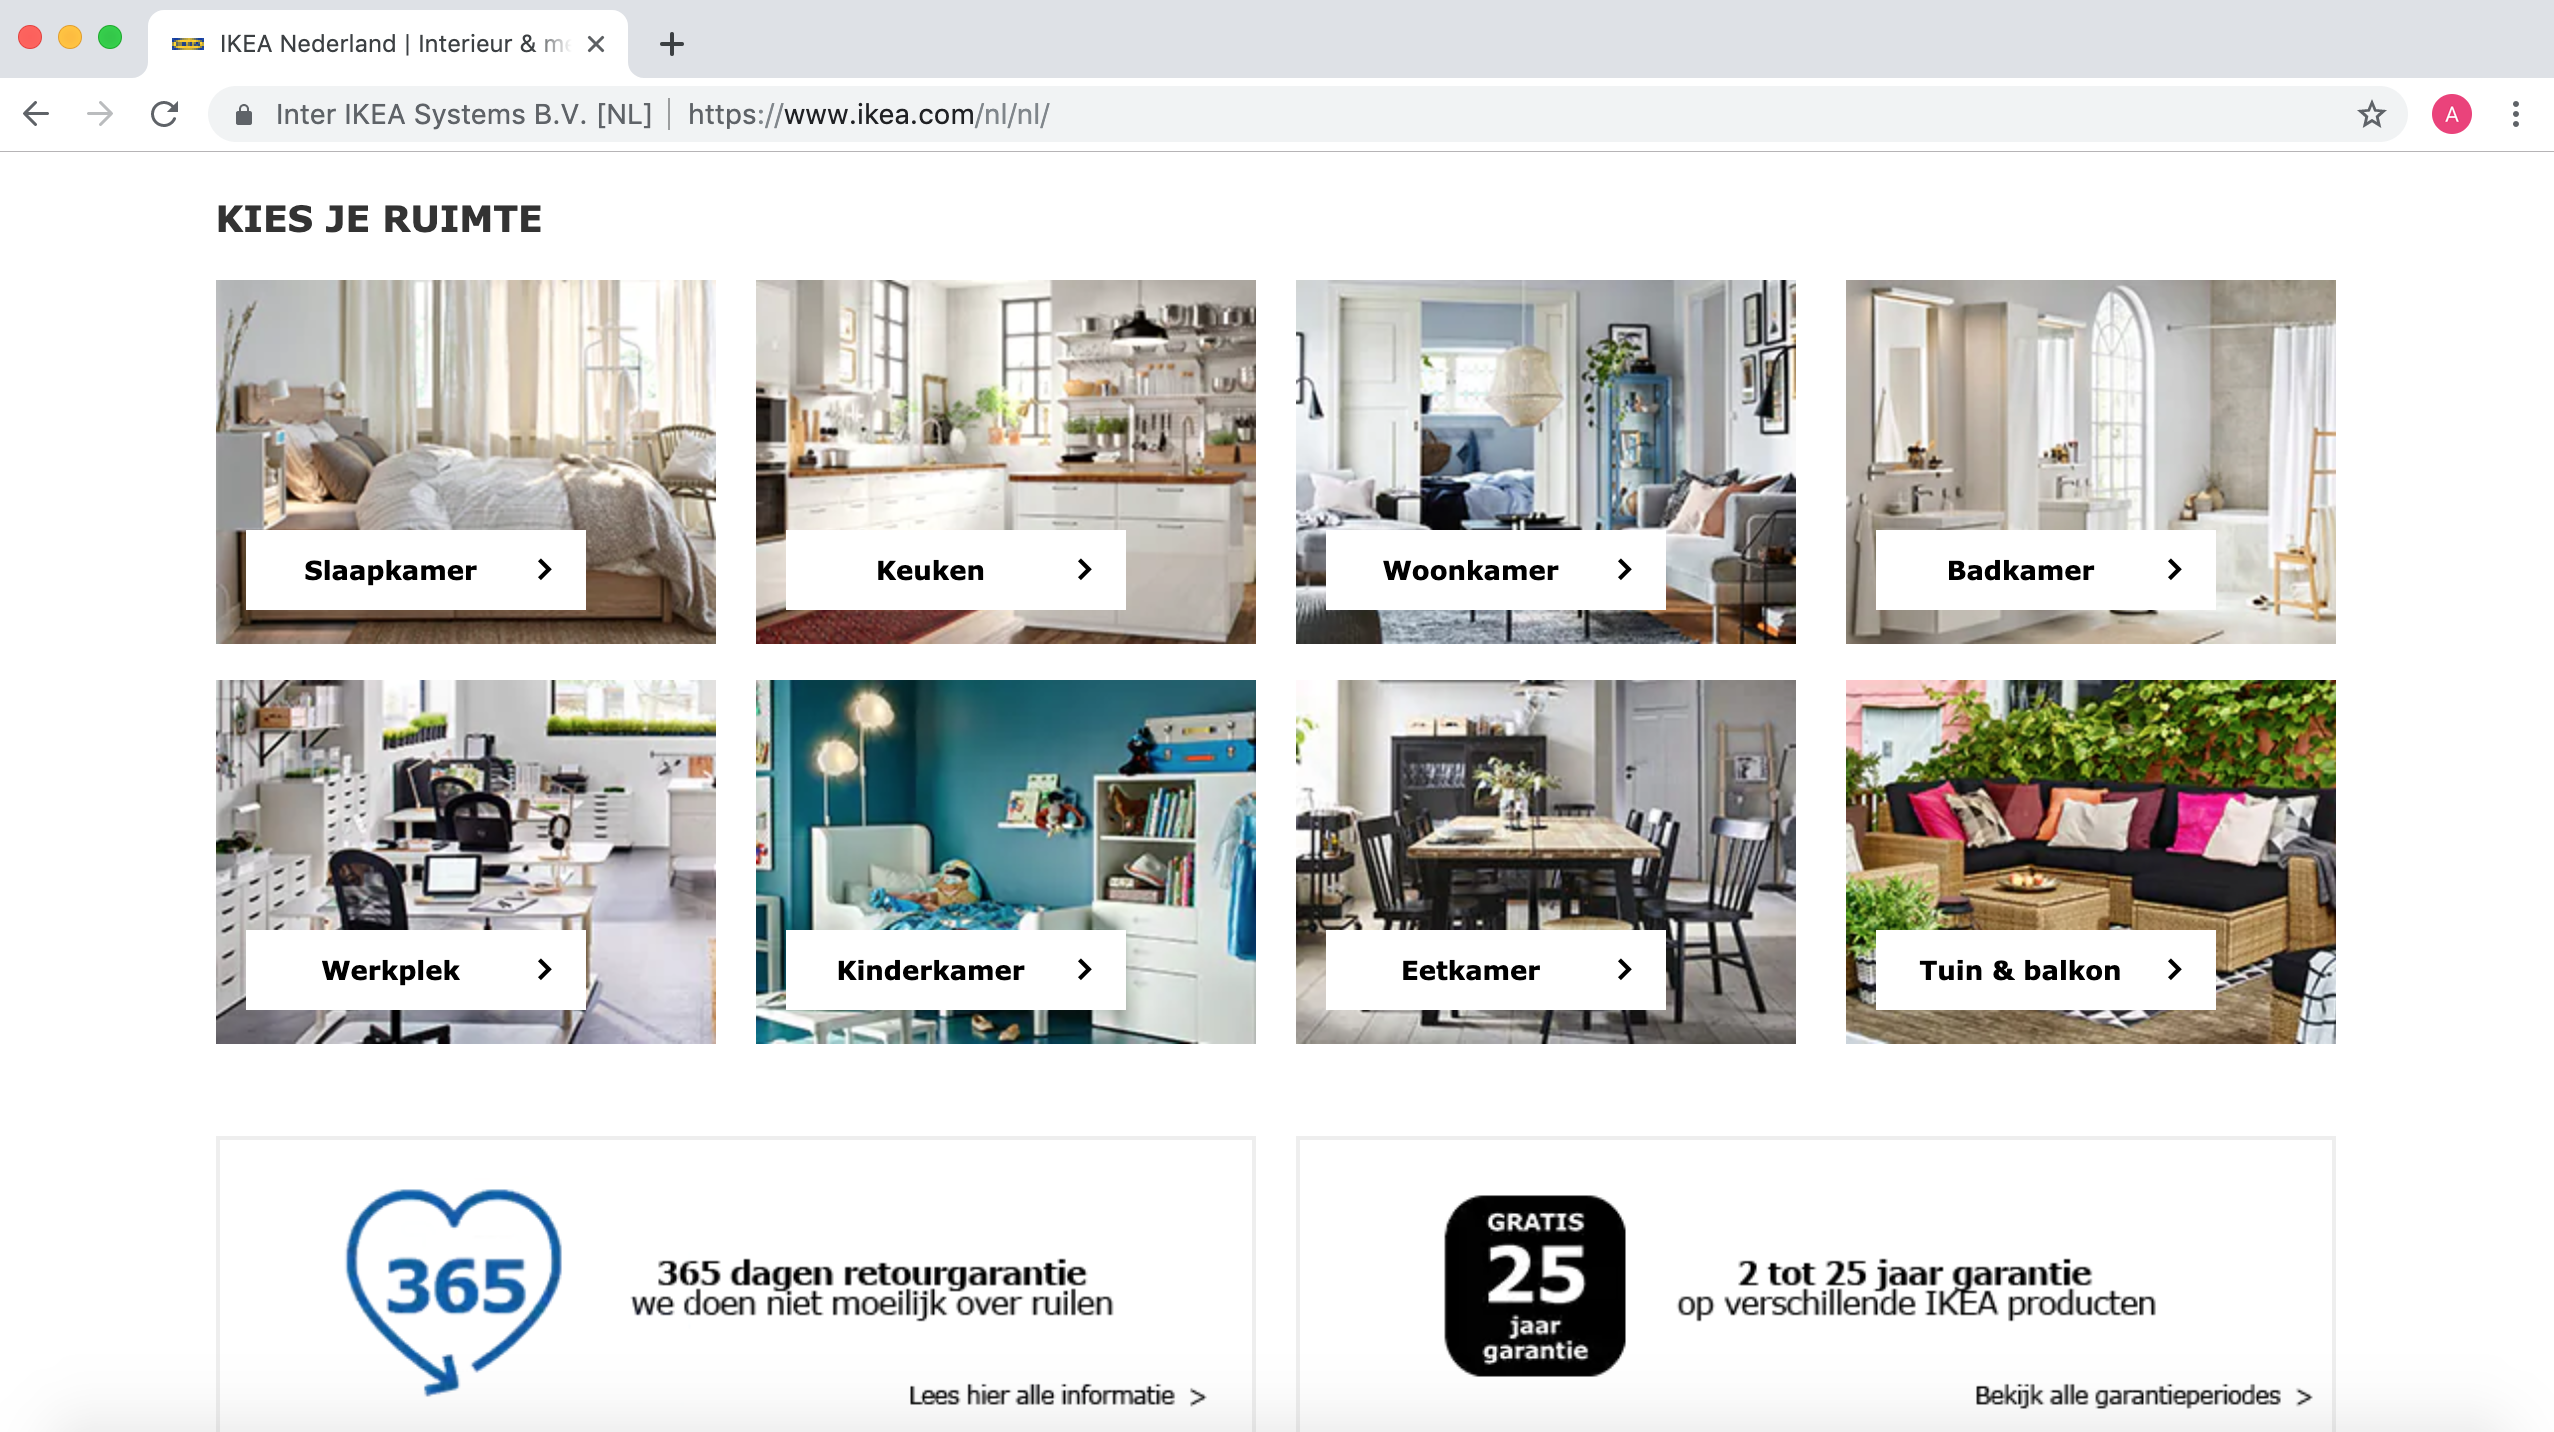 IKEA Nederland | Interieur & me
Inter IKEA Systems B.V. [NL] | https://www.ikea.com/nl/nl/
A
KIES JE RUIMTE
Slaapkamer
Keuken
Woonkamer
Badkamer
Werkplek
Kinderkamer
Eetkamer
Tuin & balkon
365
365 dagen retourgarantie
we doen niet moeilijk over ruilen
Lees hier alle informatie >
GRATIS
25
jaar
garantie
2 tot 25 jaar garantie
op verschillende IKEA producten
Bekijk alle garantieperiodes >